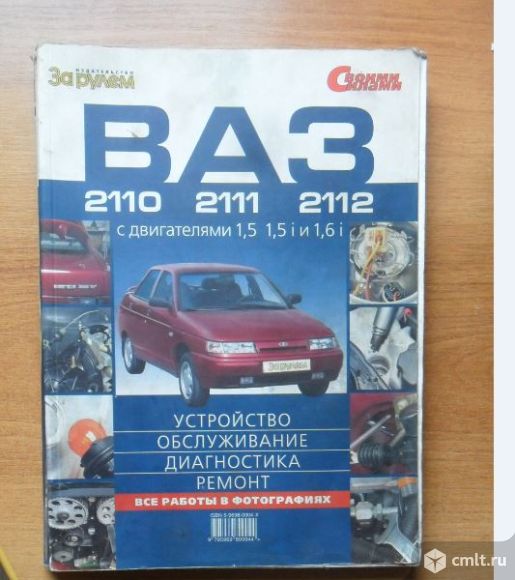 ИЗДАТЕЛЬСТВО
За рулем
Своими
силами
ВАЗ
2110 2111 2112
с двигателями 1,5 1,5 i и 1,6 i
За рулем
УСТРОЙСТВО
ОБСЛУЖИВАНИЕ
ДИАГНОСТИКА
РЕМОНТ
ВСЕ РАБОТЫ В ФОТОГРАФИЯХ
cmlt.ru